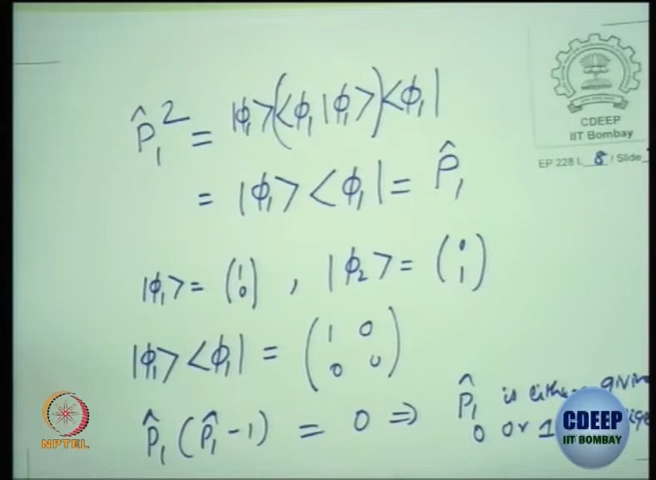 P̂₁² = |ϕ₁>(<ϕ₁|ϕ₁>)<ϕ₁|
= |ϕ₁> <ϕ₁| = P̂₁
|ϕ₁> = (1 0), |ϕ₂> = (0 1)
|ϕ₁> <ϕ₁| = (1 0
0 0)
P̂₁(P̂₁-1) = 0 ⇒ P̂₁ is either
0 or 1
CDEEP
IIT Bombay
EP 228 L 8 / Slide
NPTEL
CDEEP
IIT BOMBAY